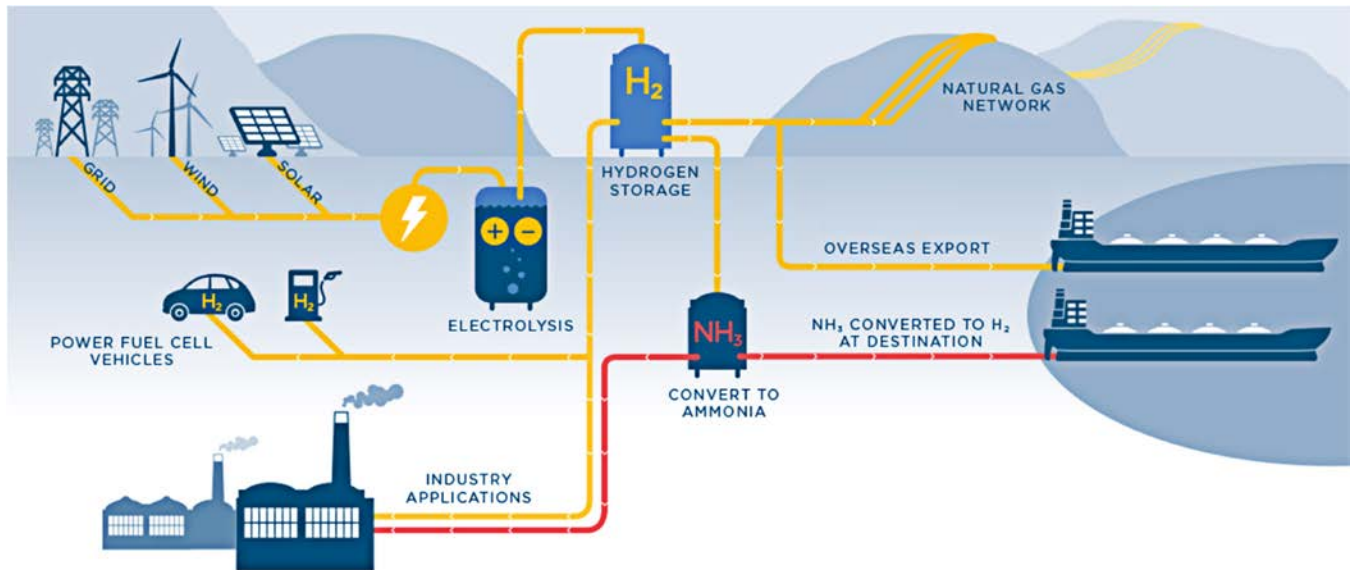 H₂
NATURAL GAS
NETWORK
GRID
WIND
SOLAR
HYDROGEN
STORAGE
+ −
OVERSEAS EXPORT
H₂
H₂
ELECTROLYSIS
POWER FUEL CELL
VEHICLES
NH₃
NH₃ CONVERTED TO H₂
AT DESTINATION
CONVERT TO
AMMONIA
INDUSTRY
APPLICATIONS